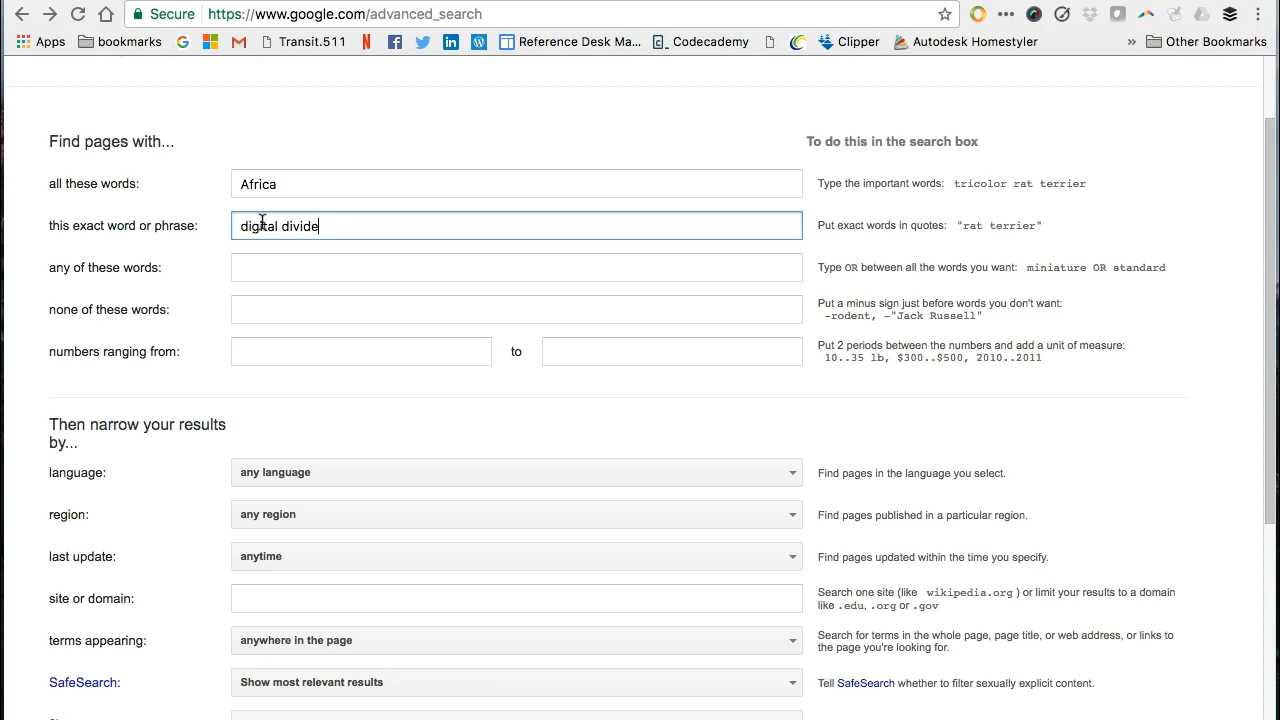 Secure https://www.google.com/advanced_search
Apps bookmarks Transit.511 Reference Desk Ma... Codecademy Clipper Autodesk Homestyler » Other Bookmarks
Find pages with... To do this in the search box
all these words: Africa Type the important words: tricolor rat terrier
this exact word or phrase: digital divide Put exact words in quotes: "rat terrier"
any of these words: Type OR between all the words you want: miniature OR standard
none of these words: Put a minus sign just before words you don't want:
-rodent, -"Jack Russell"
numbers ranging from: to Put 2 periods between the numbers and add a unit of measure:
10..35 lb, $300..$500, 2010..2011
Then narrow your results
by...
language: any language Find pages in the language you select.
region: any region Find pages published in a particular region.
last update: anytime Find pages updated within the time you specify.
site or domain: Search one site (like wikipedia.org ) or limit your results to a domain
like .edu, .org or .gov
terms appearing: anywhere in the page Search for terms in the whole page, page title, or web address, or links to
the page you're looking for.
SafeSearch: Show most relevant results Tell SafeSearch whether to filter sexually explicit content.